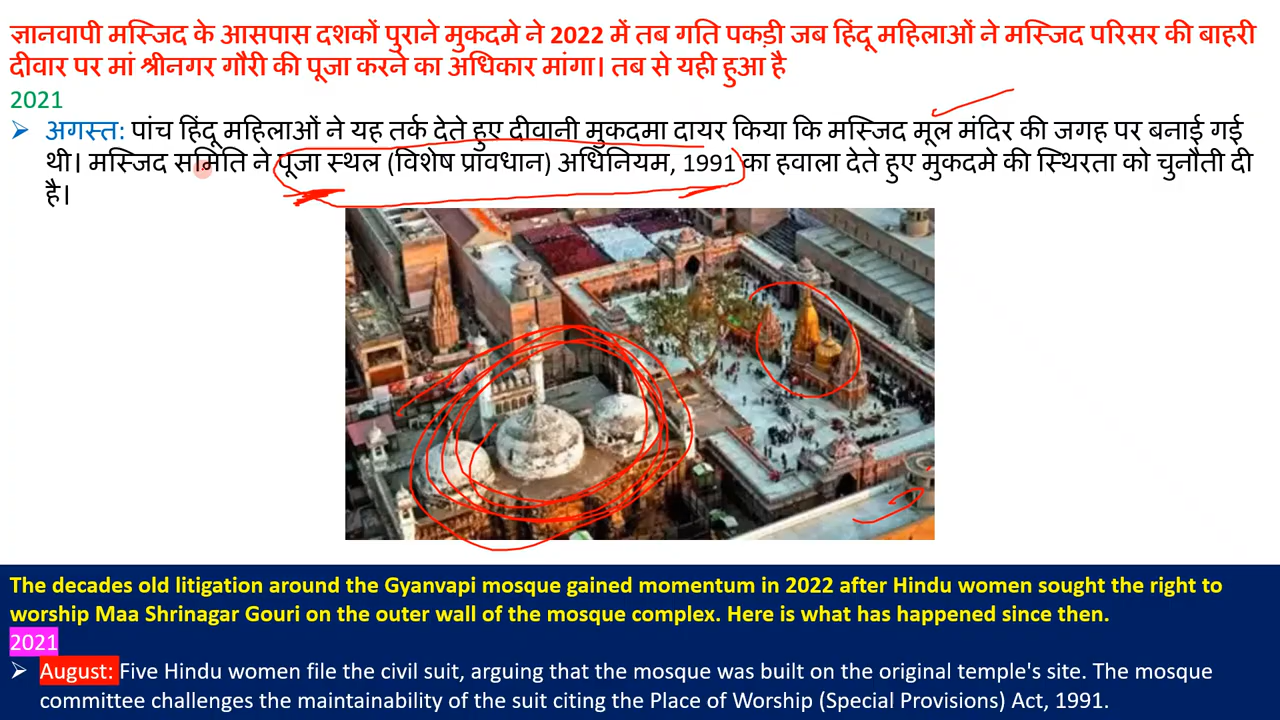 ज्ञानवापी मस्जिद के आसपास दशकों पुराने मुकदमे ने 2022 में तब गति पकड़ी जब हिंदू महिलाओं ने मस्जिद परिसर की बाहरी
दीवार पर मां श्रीनगर गौरी की पूजा करने का अधिकार मांगा। तब से यही हुआ है
2021
➢ अगस्त: पांच हिंदू महिलाओं ने यह तर्क देते हुए दीवानी मुकदमा दायर किया कि मस्जिद मूल मंदिर की जगह पर बनाई गई
थी। मस्जिद समिति ने पूजा स्थल (विशेष प्रावधान) अधिनियम, 1991 का हवाला देते हुए मुकदमे की स्थिरता को चुनौती दी
है।
The decades old litigation around the Gyanvapi mosque gained momentum in 2022 after Hindu women sought the right to
worship Maa Shrinagar Gouri on the outer wall of the mosque complex. Here is what has happened since then.
2021
➢ August: Five Hindu women file the civil suit, arguing that the mosque was built on the original temple's site. The mosque
committee challenges the maintainability of the suit citing the Place of Worship (Special Provisions) Act, 1991.